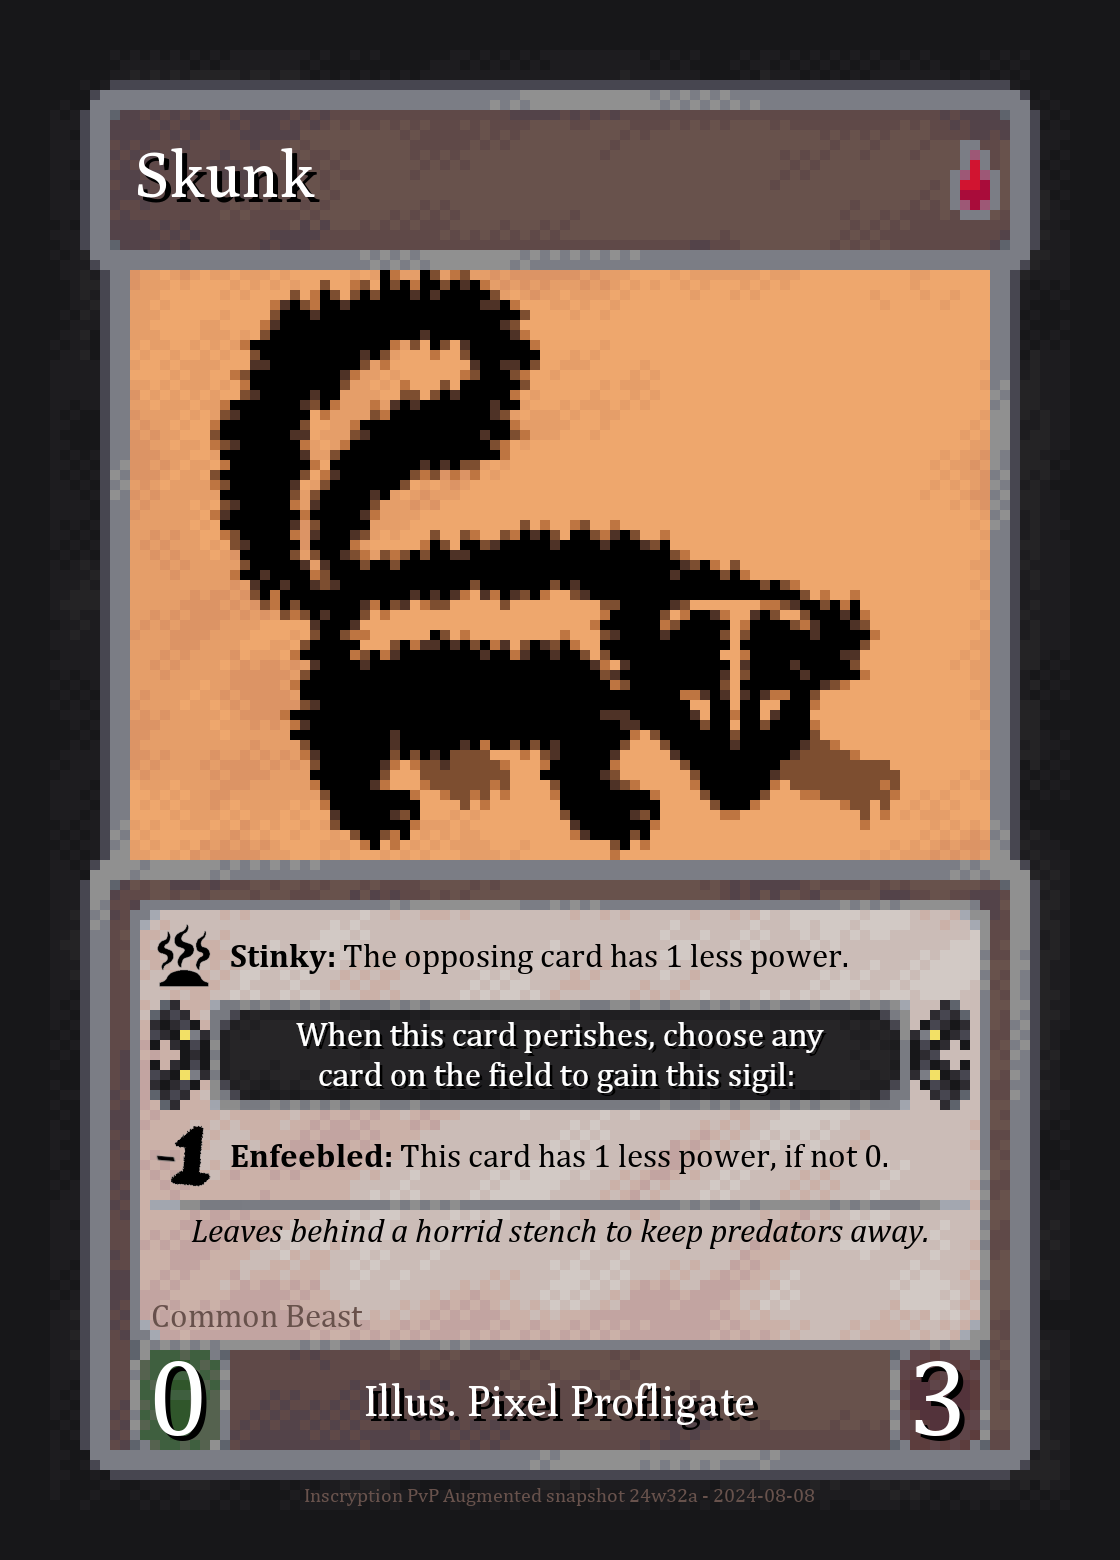 Skunk
Stinky: The opposing card has 1 less power.
When this card perishes, choose any
card on the field to gain this sigil:
-1 Enfeebled: This card has 1 less power, if not 0.
Leaves behind a horrid stench to keep predators away.
Common Beast
0 Illus. Pixel Profligate 3
Inscryption PvP Augmented snapshot 24w32a - 2024-08-08